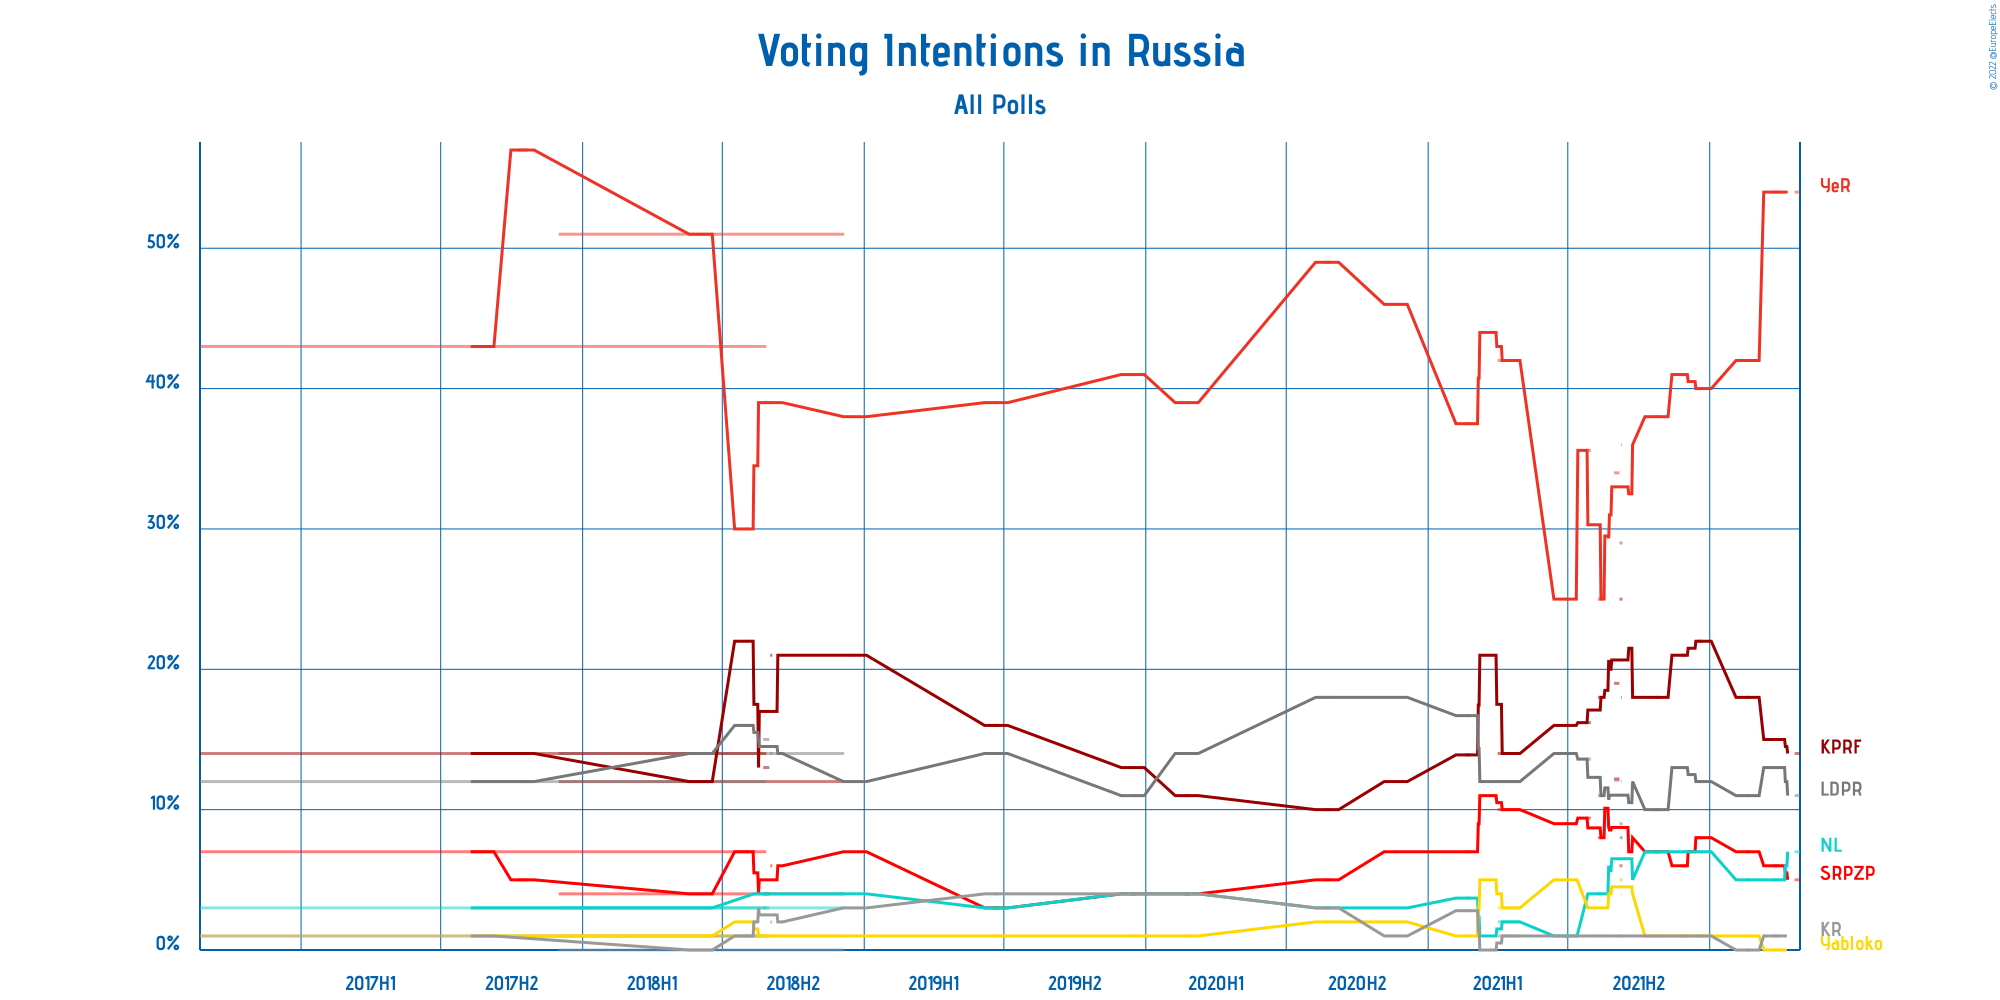 Voting Intentions in Russia
All Polls
© 2022 @EuropeElects
50%
40%
30%
20%
10%
0%
YeR
KPRF
LDPR
NL
SRPZP
KR
Yabloko
2017H1
2017H2
2018H1
2018H2
2019H1
2019H2
2020H1
2020H2
2021H1
2021H2